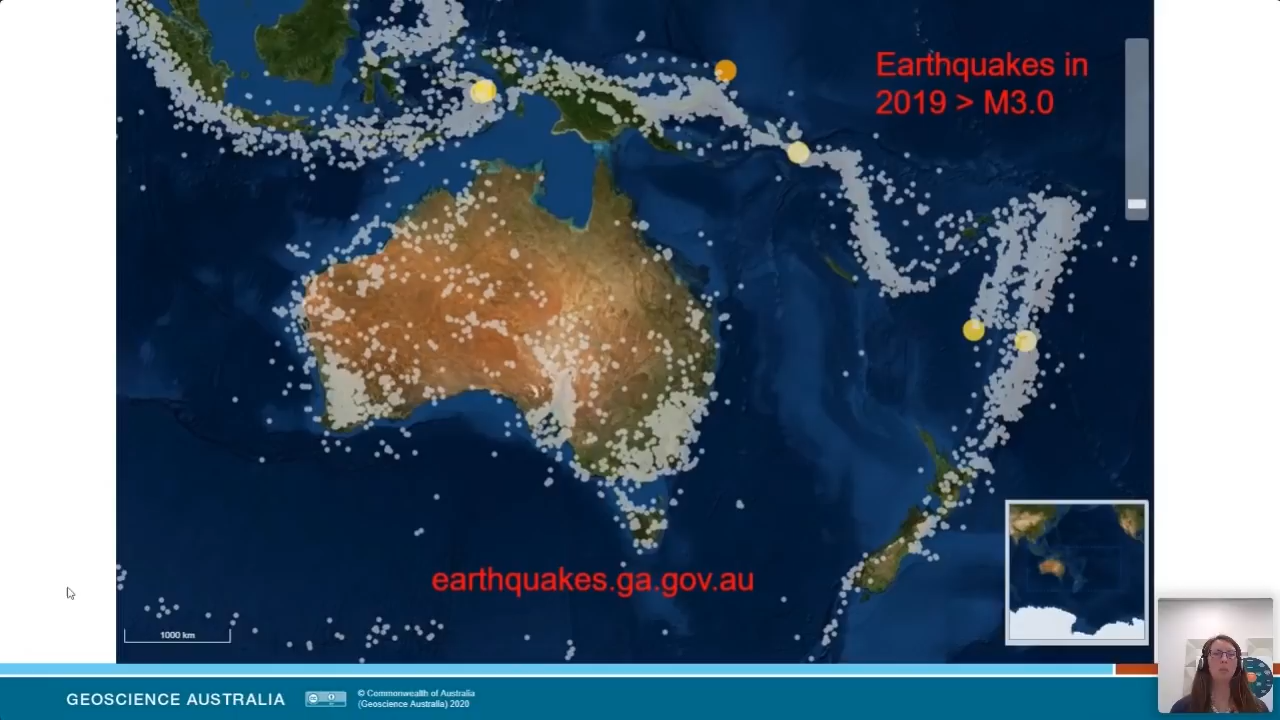 Earthquakes in
2019 > M3.0
earthquakes.ga.gov.au
1000 km
GEOSCIENCE AUSTRALIA
© Commonwealth of Australia
(Geoscience Australia) 2020